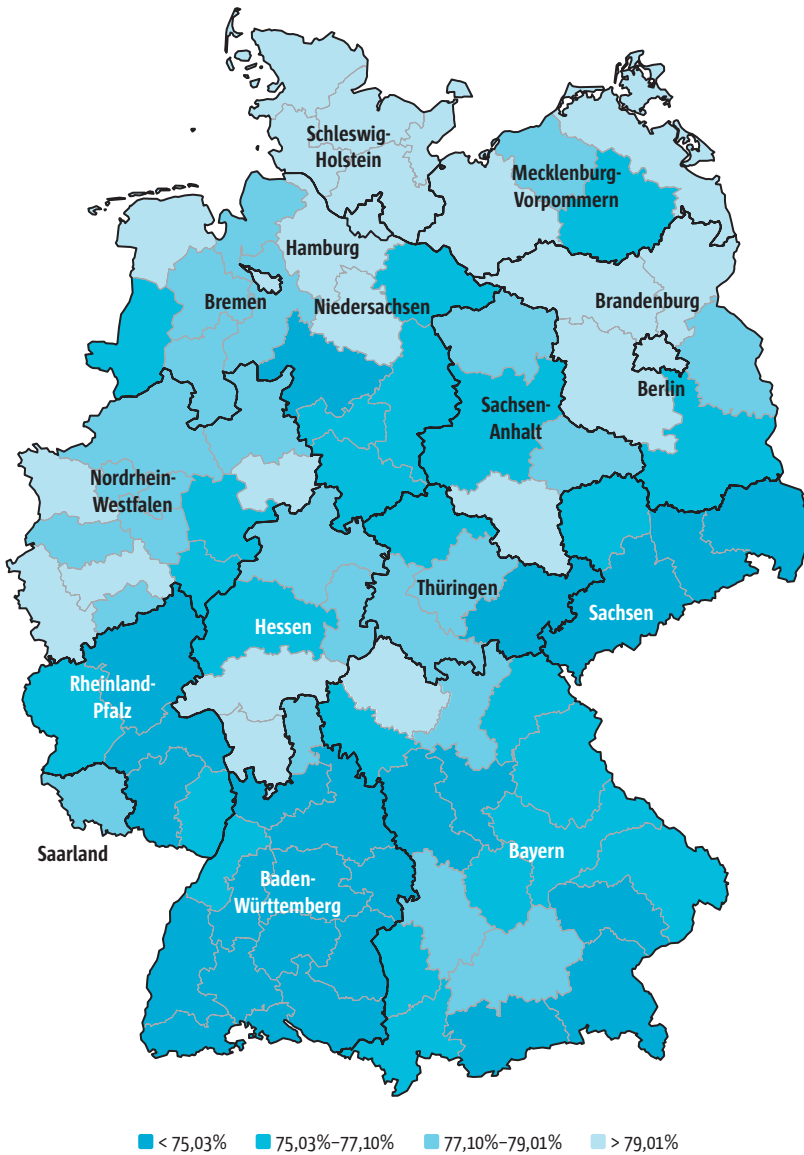 Schleswig-
Holstein
Mecklenburg-
Vorpommern
Hamburg
Bremen
Niedersachsen
Brandenburg
Berlin
Sachsen-
Anhalt
Nordrhein-
Westfalen
Thüringen
Sachsen
Hessen
Rheinland-
Pfalz
Saarland
Bayern
Baden-
Württemberg
< 75,03% 75,03%–77,10% 77,10%–79,01% > 79,01%